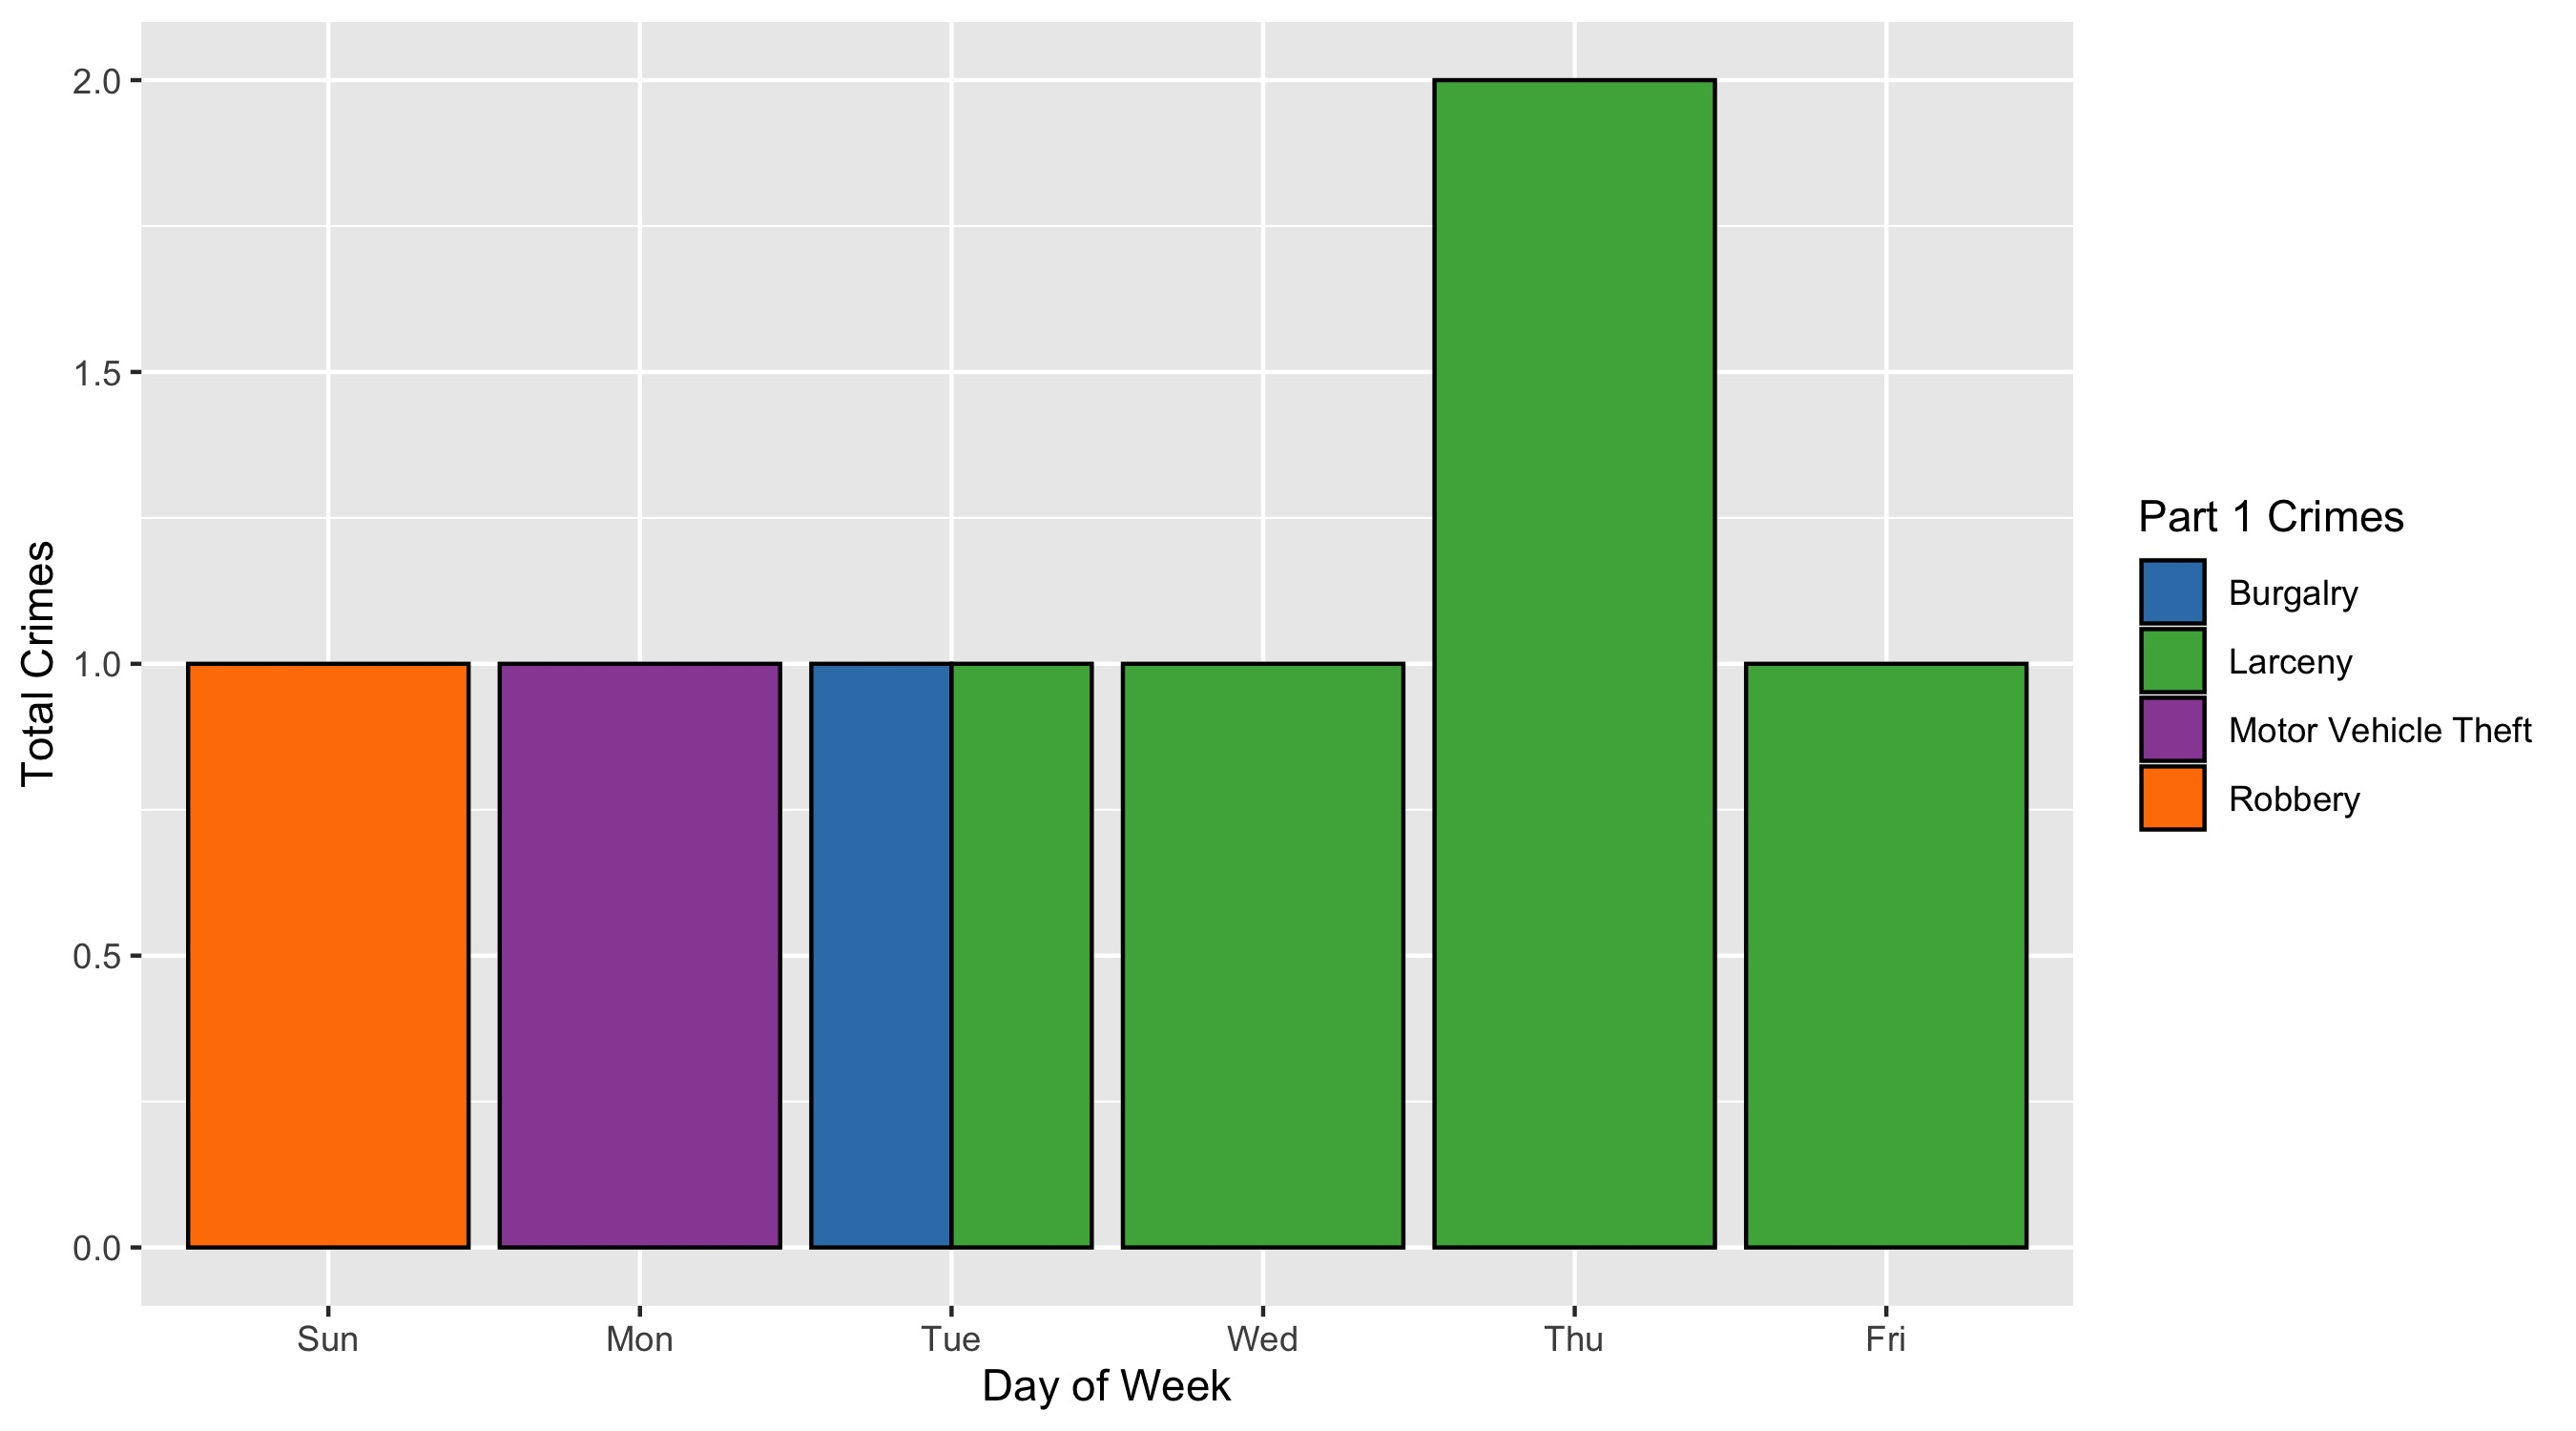 Total Crimes
2.0
1.5
1.0
0.5
0.0
Sun Mon Tue Wed Thu Fri
Day of Week
Part 1 Crimes
Burgalry
Larceny
Motor Vehicle Theft
Robbery